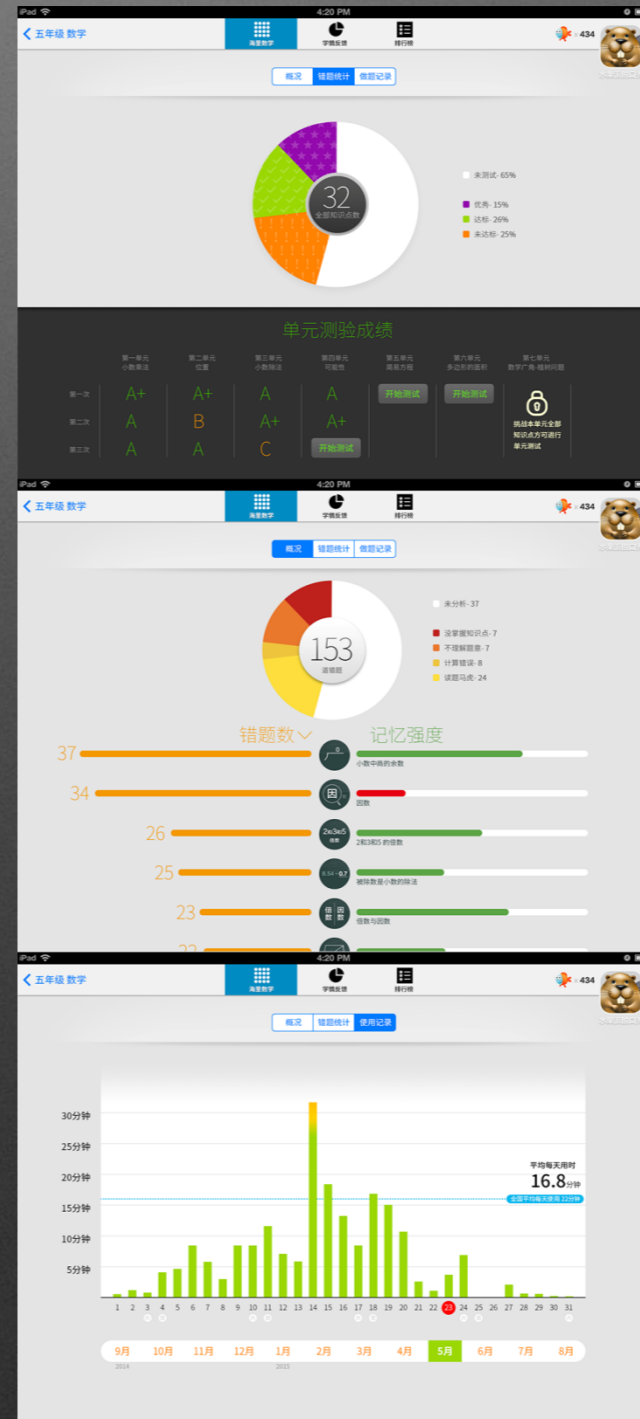 iPad
4:20 PM
五年级 数学
海星数学
学情反馈
排行榜
× 434
概况
错题统计
做题记录
32
全部知识点数
未测试- 65%
优秀- 15%
达标- 26%
未达标- 25%
单元测验成绩
第一单元
小数乘法
第二单元
位置
第三单元
小数除法
第四单元
可能性
第五单元
简易方程
第六单元
多边形的面积
第七单元
数学广角-植树问题
第一次
A+
A+
A
A
开始测试
开始测试
第二次
A
B
A+
A+
第三次
A
A
C
开始测试
挑战本单元全部
知识点方可进行
单元测试
iPad
4:20 PM
五年级 数学
海星数学
学情反馈
排行榜
× 434
概况
错题统计
做题记录
153
道错题
未分析- 37
没掌握知识点- 7
不理解题意- 7
计算错误- 8
读题马虎- 24
错题数
记忆强度
37
小数中商的余数
34
因
因数
26
2和3和5
倍数
2和3和5 的倍数
25
被除数是小数的除法
23
倍 因
数 数
倍数与因数
22
iPad
4:20 PM
五年级 数学
海星数学
学情反馈
排行榜
× 434
概况
错题统计
使用记录
30分钟
25分钟
20分钟
15分钟
10分钟
5分钟
平均每天用时
16.8分钟
全国平均每天使用 22分钟
1 2 3 4 5 6 7 8 9 10 11 12 13 14 15 16 17 18 19 20 21 22 23 24 25 26 27 28 29 30 31
9月 10月 11月 12月 1月 2月 3月 4月 5月 6月 7月 8月
2014
2015